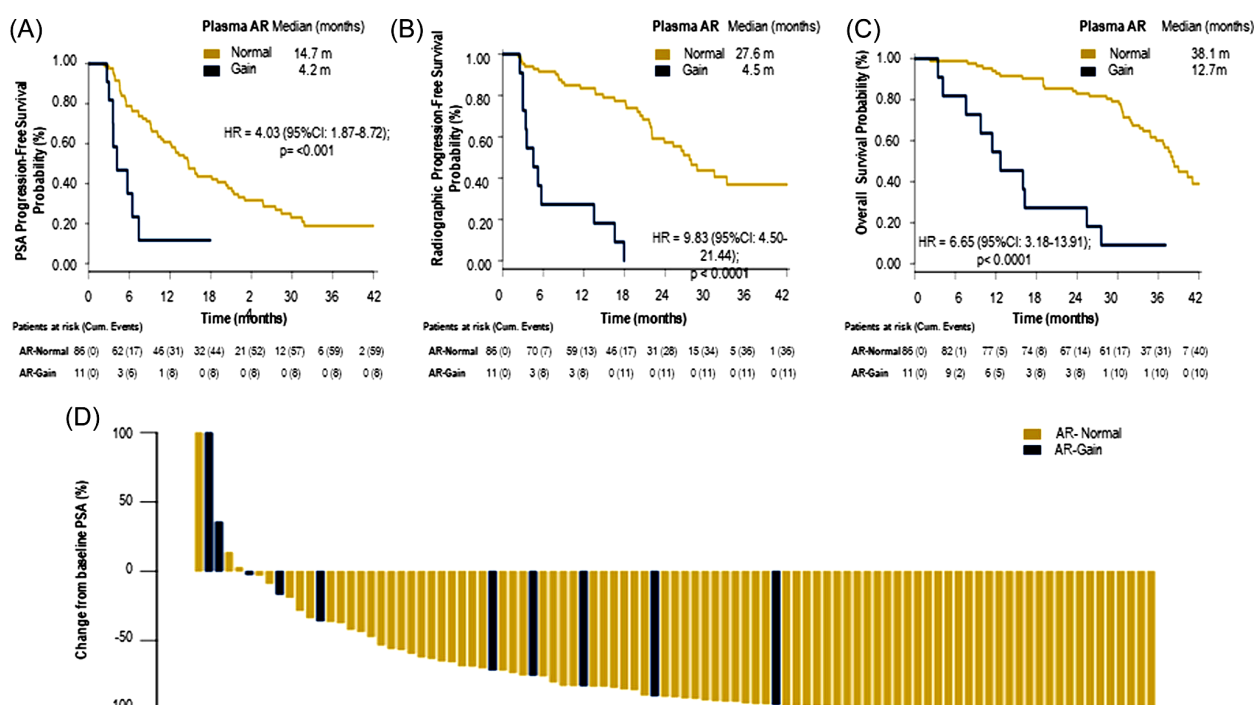 (A)
Plasma AR Median (months)
Normal 14.7 m
Gain 4.2 m
PSA Progression-Free Survival
Probability (%)
1.00
0.80
0.60
0.40
0.20
0.00
HR = 4.03 (95%CI: 1.87-8.72);
p= <0.001
0 6 12 18 24 30 36 42
Time (months)
Patients at risk (Cum. Events)
AR-Normal 86 (0) 62 (17) 46 (31) 32 (44) 21 (52) 12 (57) 6 (59) 2 (59)
AR-Gain 11 (0) 3 (6) 1 (8) 0 (8) 0 (8) 0 (8) 0 (8) 0 (8)
(B)
Plasma AR Median (months)
Normal 27.6 m
Gain 4.5 m
Radiographic Progression-Free Survival
Probability (%)
1.00
0.80
0.60
0.40
0.20
0.00
HR = 9.83 (95%CI: 4.50-
21.44);
p < 0.0001
0 6 12 18 24 30 36 42
Time (months)
Patients at risk (Cum. Events)
AR-Normal 86 (0) 70 (7) 59 (13) 46 (17) 31 (28) 15 (34) 5 (36) 1 (36)
AR-Gain 11 (0) 3 (8) 3 (8) 0 (11) 0 (11) 0 (11) 0 (11) 0 (11)
(C)
Plasma AR Median (months)
Normal 38.1 m
Gain 12.7m
Overall Survival Probability (%)
1.00
0.80
0.60
0.40
0.20
0.00
HR = 6.65 (95%CI: 3.18-13.91);
p< 0.0001
0 6 12 18 24 30 36 42
Time (months)
Patients at risk (Cum. Events)
AR-Normal 86 (0) 82 (1) 77 (5) 74 (8) 67 (14) 61 (17) 37 (31) 7 (40)
AR-Gain 11 (0) 9 (2) 6 (5) 3 (8) 3 (8) 1 (10) 1 (10) 0 (10)
(D)
AR- Normal
AR-Gain
Change from baseline PSA (%)
100
50
0
-50